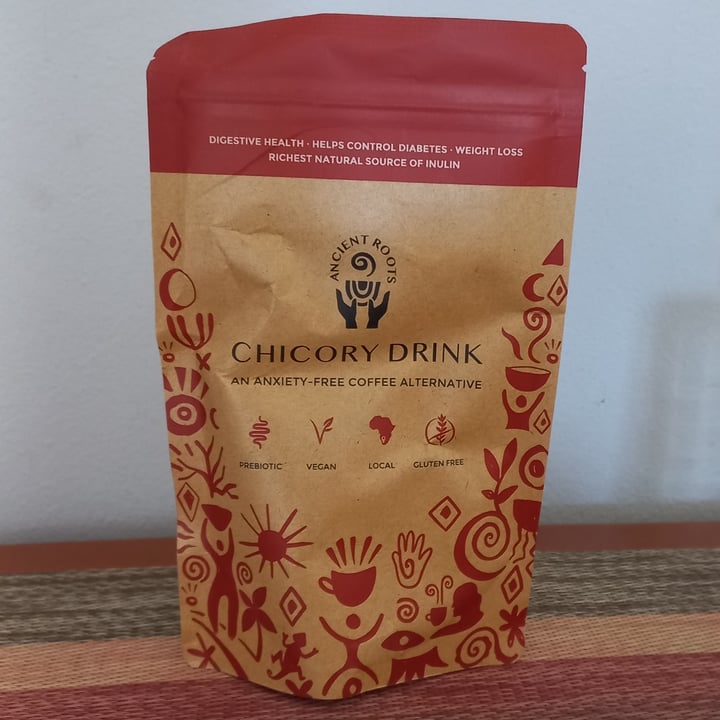 DIGESTIVE HEALTH · HELPS CONTROL DIABETES · WEIGHT LOSS
RICHEST NATURAL SOURCE OF INULIN
ANCIENT ROOTS
CHICORY DRINK
AN ANXIETY-FREE COFFEE ALTERNATIVE
PREBIOTIC VEGAN LOCAL GLUTEN FREE